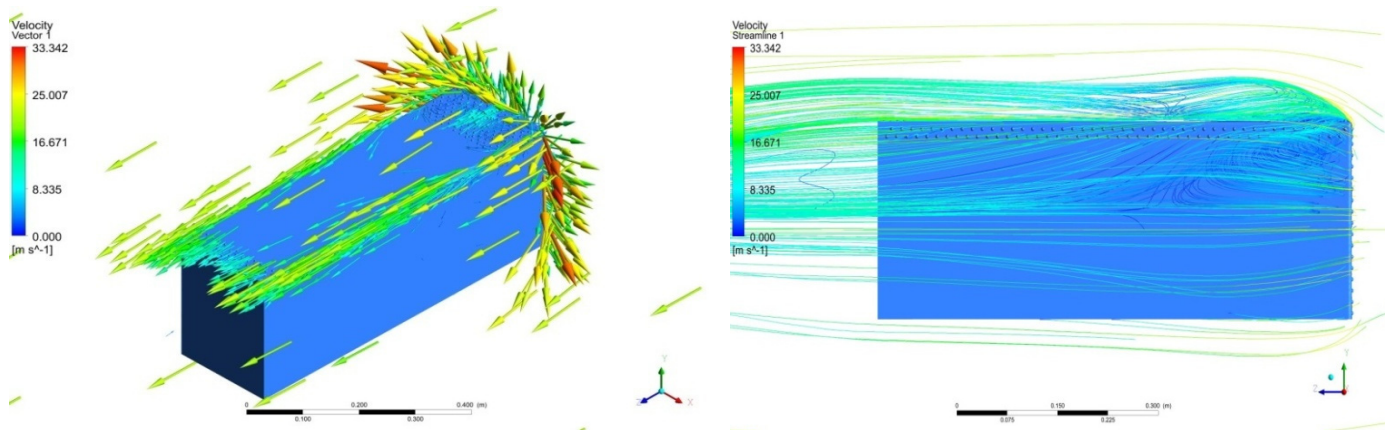 Velocity
Vector 1
33.342
25.007
16.671
8.335
0.000
[m s^-1]
0 0.200 0.400 (m)
0.100 0.300
Y
Z X
Velocity
Streamline 1
33.342
25.007
16.671
8.335
0.000
[m s^-1]
0 0.150 0.300 (m)
0.075 0.225
Y
Z